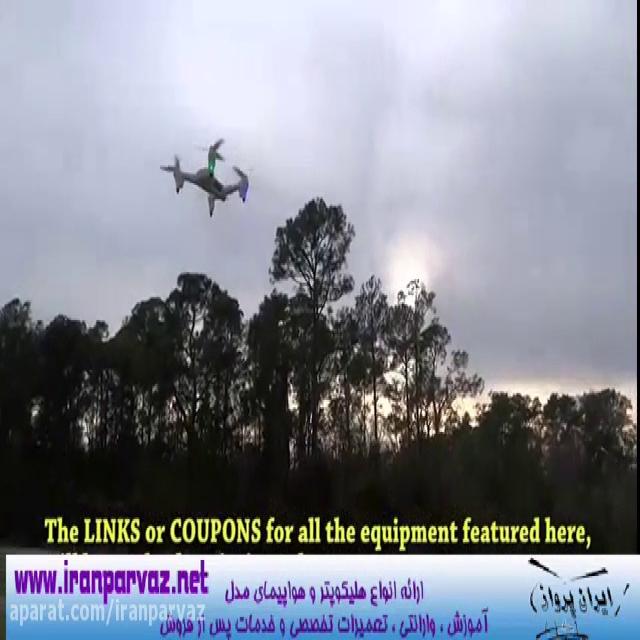 The LINKS or COUPONS for all the equipment featured here,
www.iranparvaz.net
aparat.com/iranparvaz
ارائه انواع هلیکوپتر و هواپیمای مدل
آموزش ، وارانتی ، تعمیرات تخصصی و خدمات پس از فروش
ایران پرواز